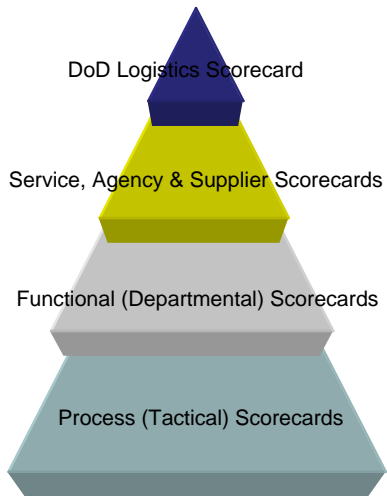 DoD Logistics Scorecard
Service, Agency & Supplier Scorecards
Functional (Departmental) Scorecards
Process (Tactical) Scorecards